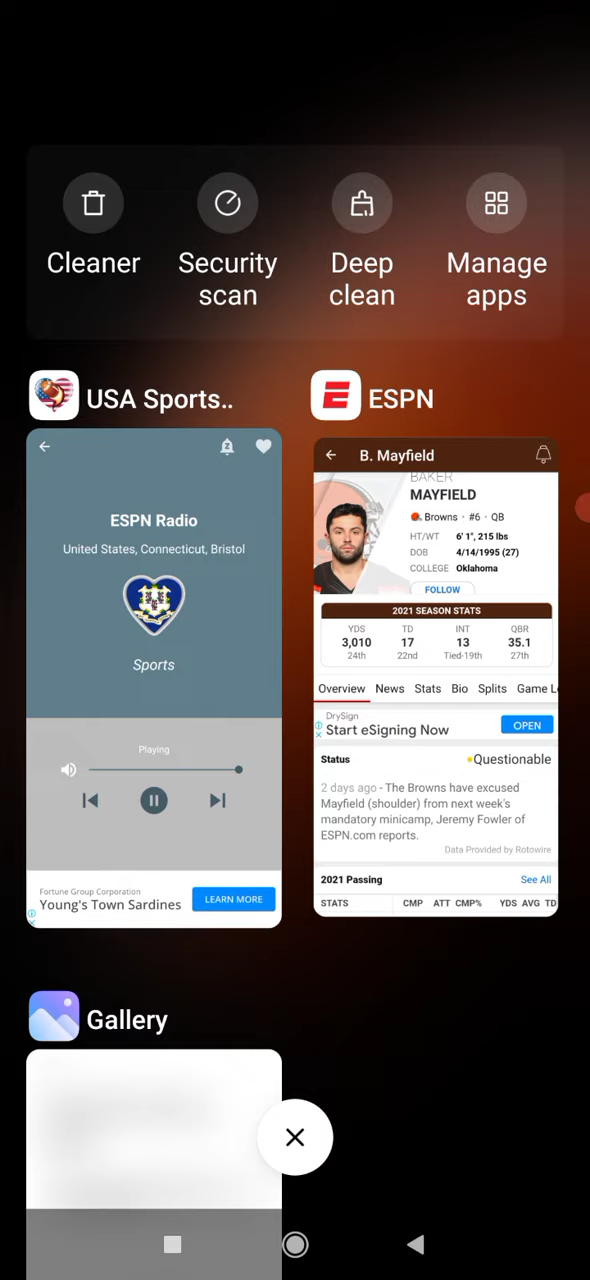 Cleaner
Security scan
Deep clean
Manage apps
USA Sports..
ESPN Radio
United States, Connecticut, Bristol
Sports
Playing
Fortune Group Corporation
Young's Town Sardines
LEARN MORE
ESPN
B. Mayfield
BAKER
MAYFIELD
Browns · #6 · QB
HT/WT 6' 1", 215 lbs
DOB 4/14/1995 (27)
COLLEGE Oklahoma
FOLLOW
2021 SEASON STATS
YDS TD INT QBR
3,010 17 13 35.1
24th 22nd Tied-19th 27th
Overview News Stats Bio Splits Game L
DrySign
Start eSigning Now
OPEN
Status Questionable
2 days ago - The Browns have excused
Mayfield (shoulder) from next week's
mandatory minicamp, Jeremy Fowler of
ESPN.com reports.
Data Provided by Rotowire
2021 Passing See All
STATS CMP ATT CMP% YDS AVG TD
Gallery